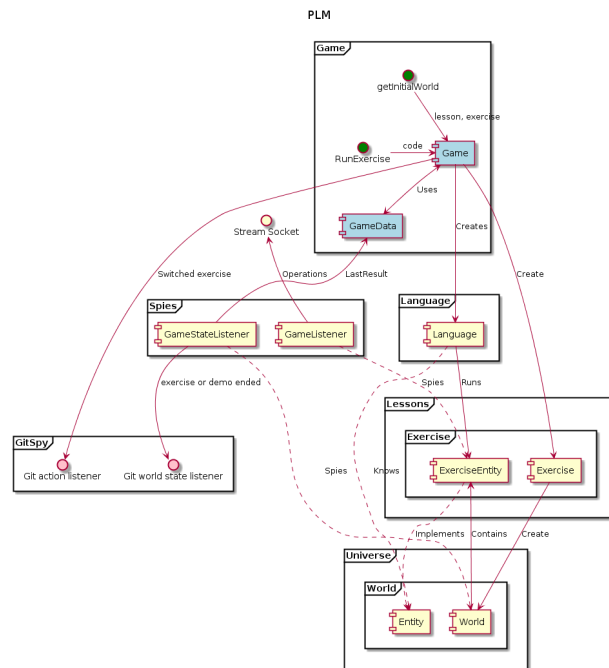 PLM
Game
getInitialWorld
lesson, exercise
code
RunExercise
Game
Uses
Stream Socket
GameData
Creates
Switched exercise
Operations
LastResult
Create
Spies
Language
GameStateListener
GameListener
Language
exercise or demo ended
Spies
Runs
Lessons
GitSpy
Exercise
Git action listener
Git world state listener
Spies
Knows
ExerciseEntity
Exercise
Implements
Contains
Create
Universe
World
Entity
World